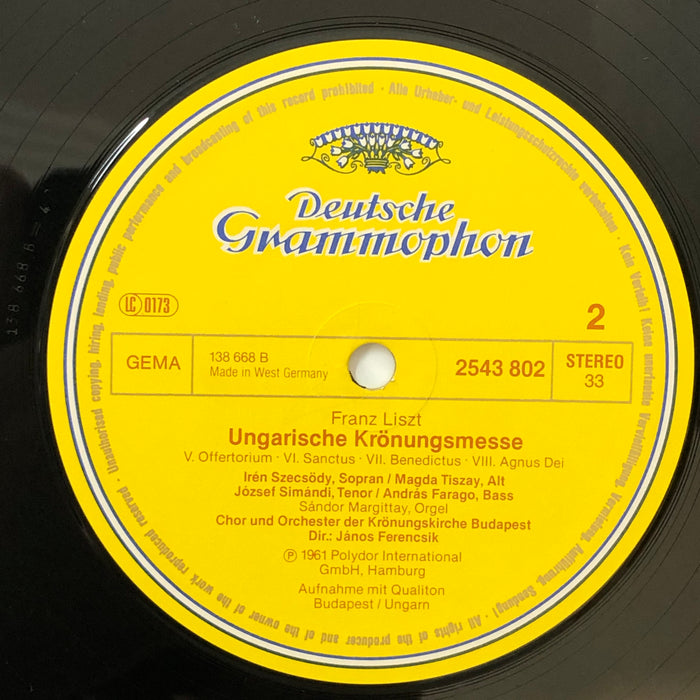 Unauthorised copying, hiring, lending, public performance and broadcasting of this record prohibited · Alle Urheber- und Leistungsschutzrechte vorbehalten · Kein Verleih! Keine unerlaubte Vervielfältigung, Vermietung, Aufführung, Sendung! · All rights of the producer and of the owner of the work reproduced reserved ·
Deutsche
Grammophon
LC 0173
2
GEMA
138 668 B
Made in West Germany
2543 802
STEREO
33
Franz Liszt
Ungarische Krönungsmesse
V. Offertorium · VI. Sanctus · VII. Benedictus · VIII. Agnus Dei
Irén Szecsödy, Sopran / Magda Tiszay, Alt
József Simándi, Tenor / András Farago, Bass
Sándor Margittay, Orgel
Chor und Orchester der Krönungskirche Budapest
Dir.: János Ferencsik
Ⓟ 1961 Polydor International
GmbH, Hamburg
Aufnahme mit Qualiton
Budapest / Ungarn
138 668 B